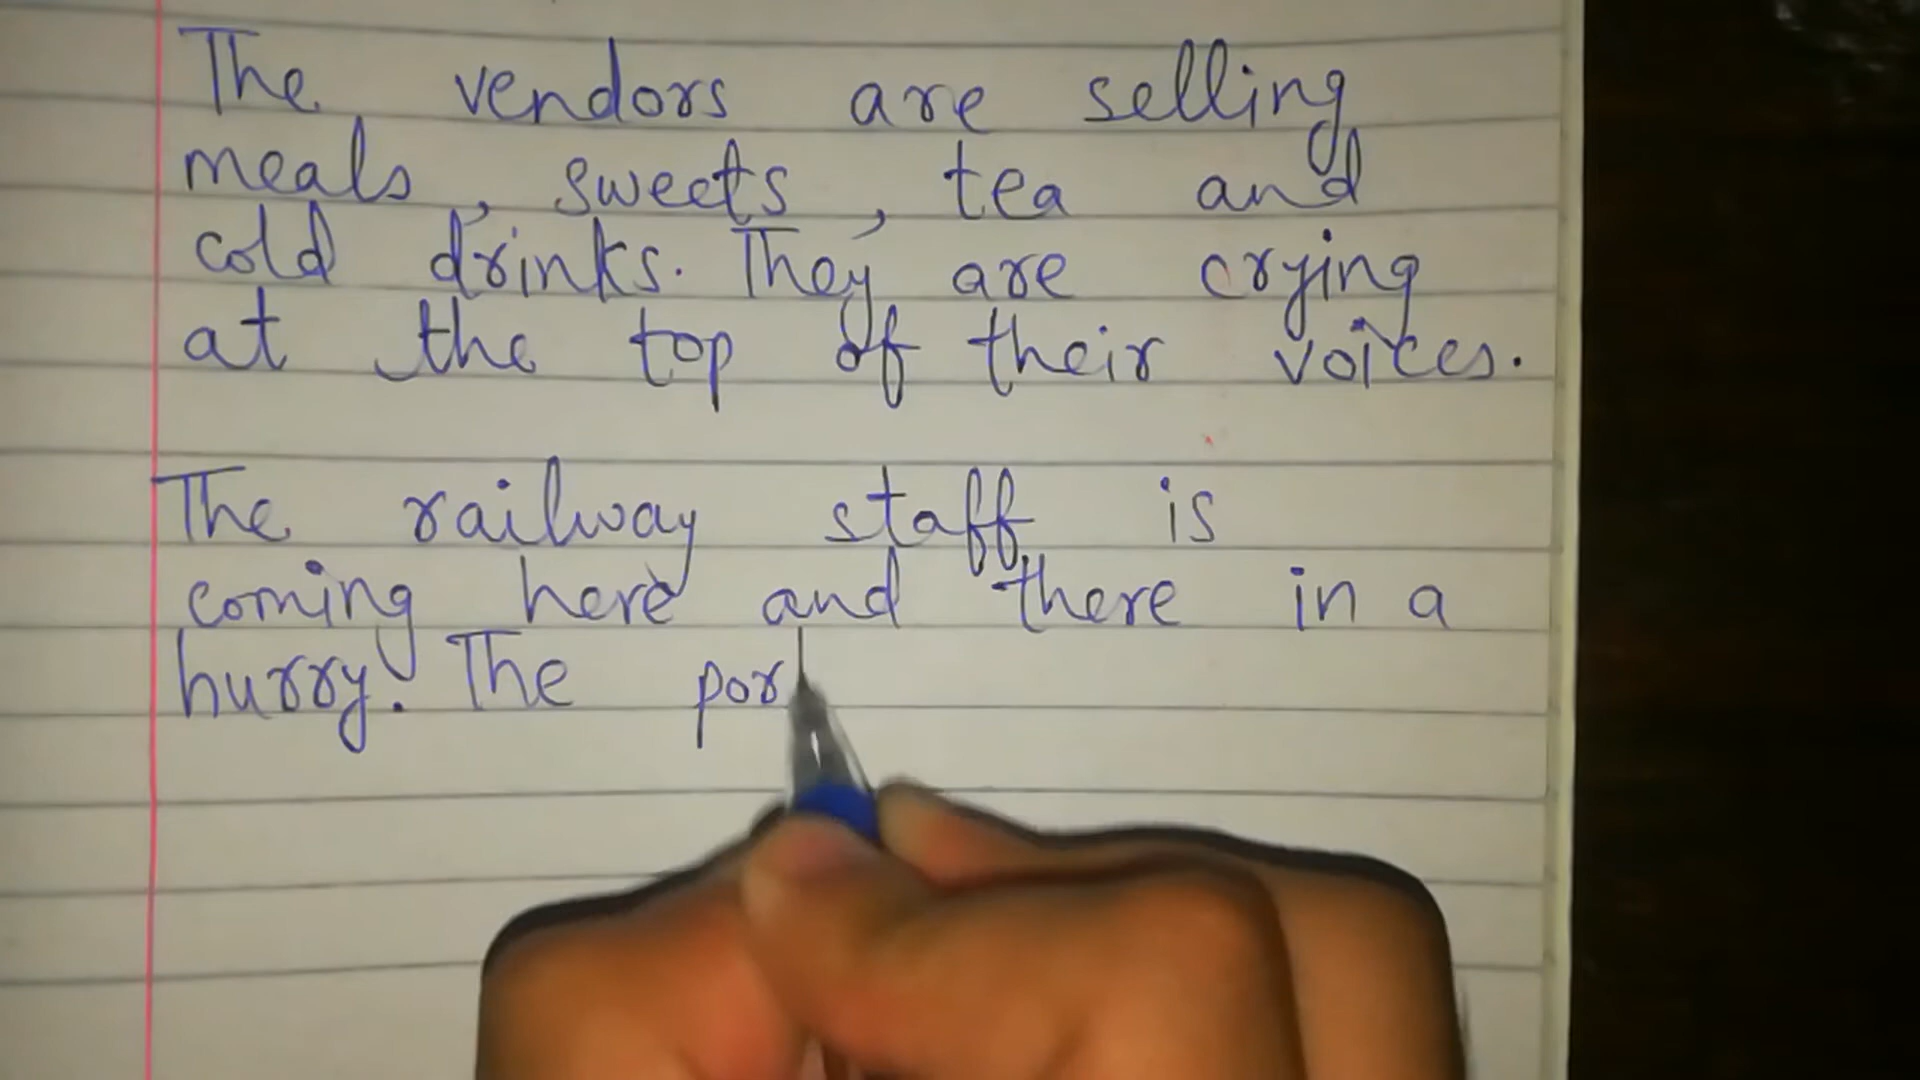 The vendors are selling
meals, sweets, tea and
cold drinks. They are crying
at the top of their voices.
The railway staff is
coming here and there in a
hurry. The por